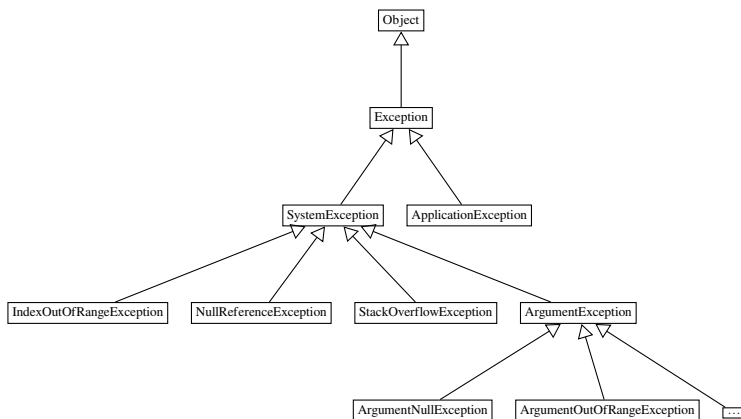 Object
Exception
SystemException
ApplicationException
IndexOutOfRangeException
NullReferenceException
StackOverflowException
ArgumentException
ArgumentNullException
ArgumentOutOfRangeException
...